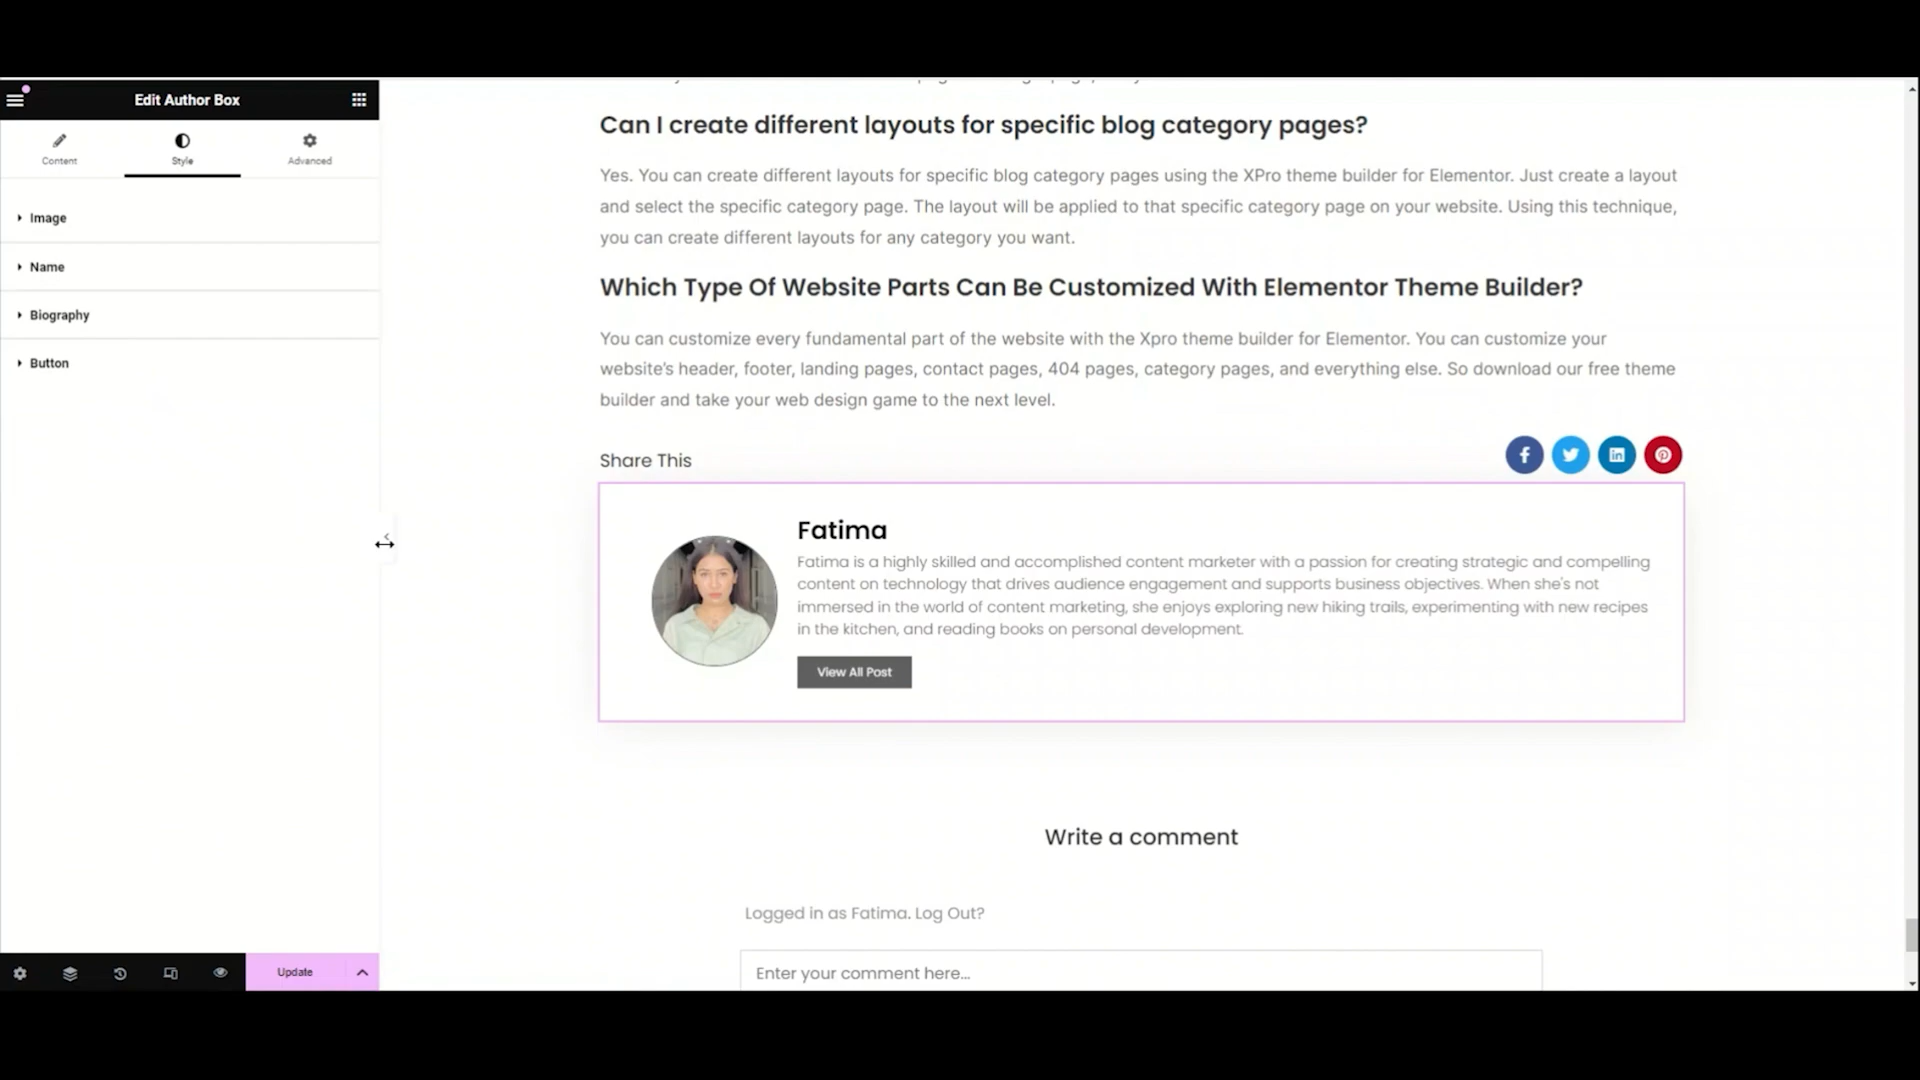 Edit Author Box
Content
Style
Advanced
Image
Name
Biography
Button
Update
Can I create different layouts for specific blog category pages?
Yes. You can create different layouts for specific blog category pages using the XPro theme builder for Elementor. Just create a layout
and select the specific category page. The layout will be applied to that specific category page on your website. Using this technique,
you can create different layouts for any category you want.
Which Type Of Website Parts Can Be Customized With Elementor Theme Builder?
You can customize every fundamental part of the website with the Xpro theme builder for Elementor. You can customize your
website's header, footer, landing pages, contact pages, 404 pages, category pages, and everything else. So download our free theme
builder and take your web design game to the next level.
Share This
Fatima
Fatima is a highly skilled and accomplished content marketer with a passion for creating strategic and compelling
content on technology that drives audience engagement and supports business objectives. When she's not
immersed in the world of content marketing, she enjoys exploring new hiking trails, experimenting with new recipes
in the kitchen, and reading books on personal development.
View All Post
Write a comment
Logged in as Fatima. Log Out?
Enter your comment here...